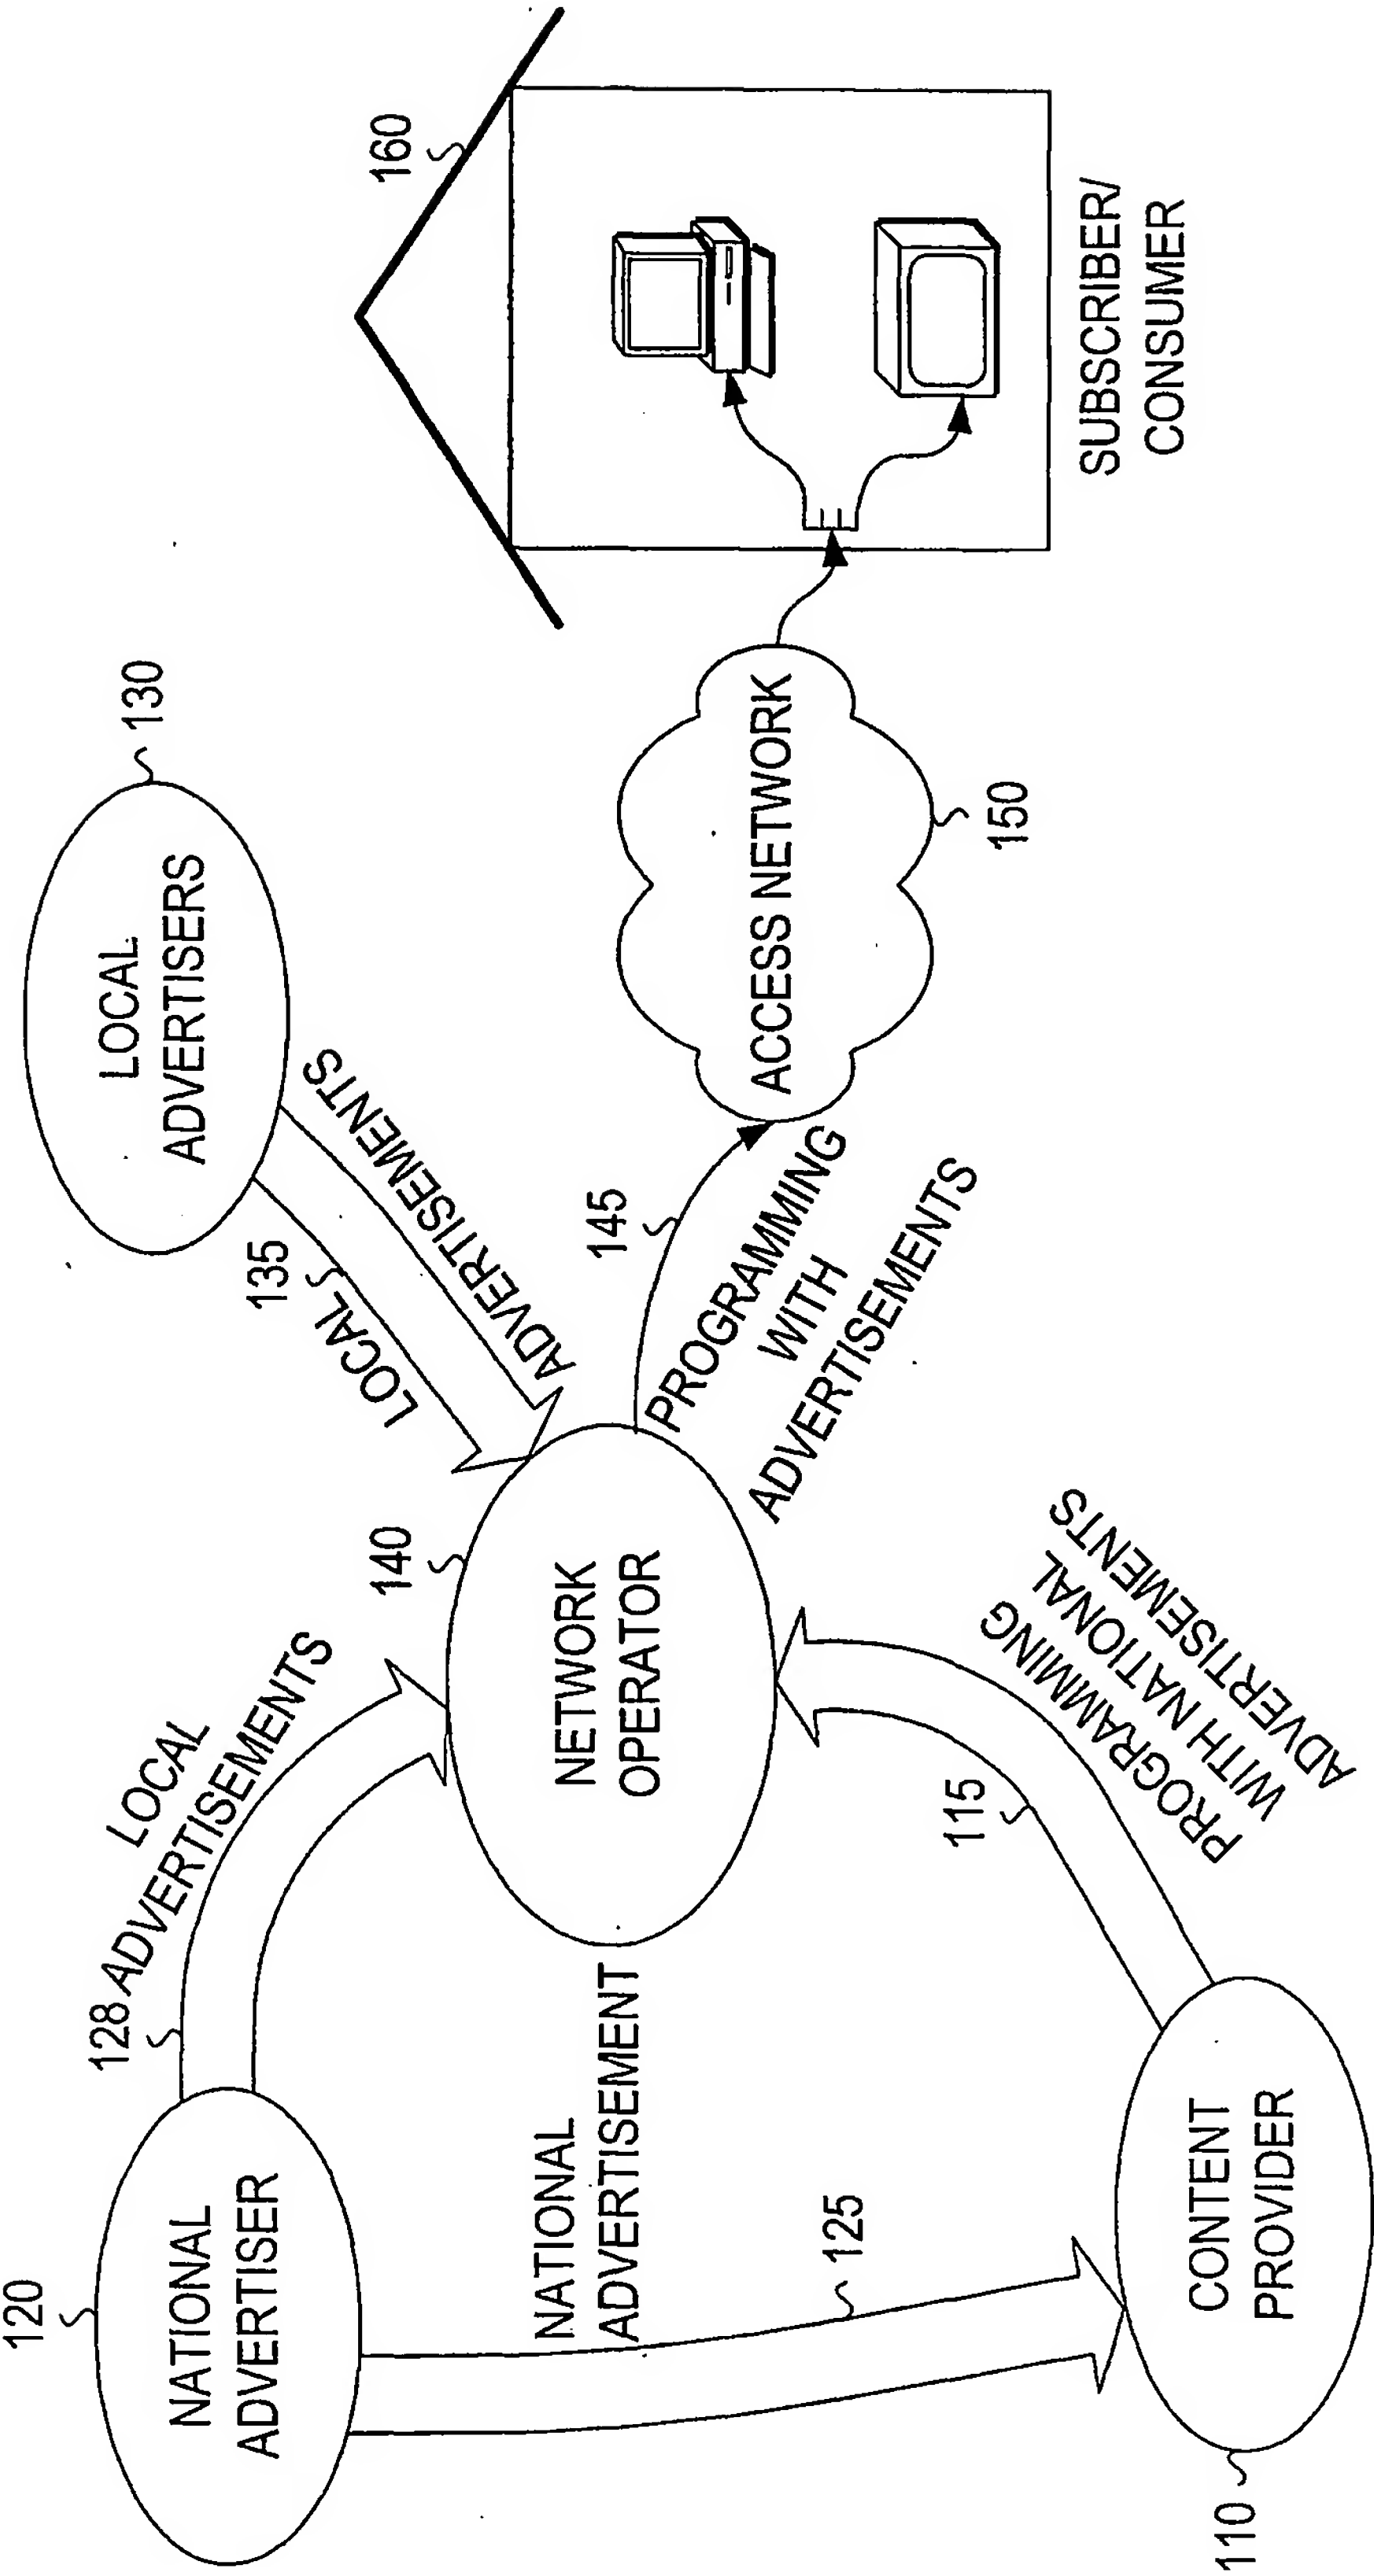 120
NATIONAL
ADVERTISER
128
LOCAL
ADVERTISEMENTS
LOCAL
ADVERTISERS
130
135
LOCAL
ADVERTISEMENTS
140
NETWORK
OPERATOR
NATIONAL
ADVERTISEMENT
125
145
PROGRAMMING
WITH
ADVERTISEMENTS
ACCESS NETWORK
150
160
SUBSCRIBER/
CONSUMER
110
CONTENT
PROVIDER
115
PROGRAMMING
WITH NATIONAL
ADVERTISEMENTS